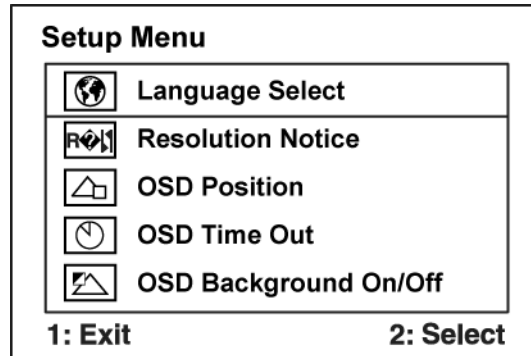 Setup Menu
Language Select
Resolution Notice
OSD Position
OSD Time Out
OSD Background On/Off
1: Exit 2: Select